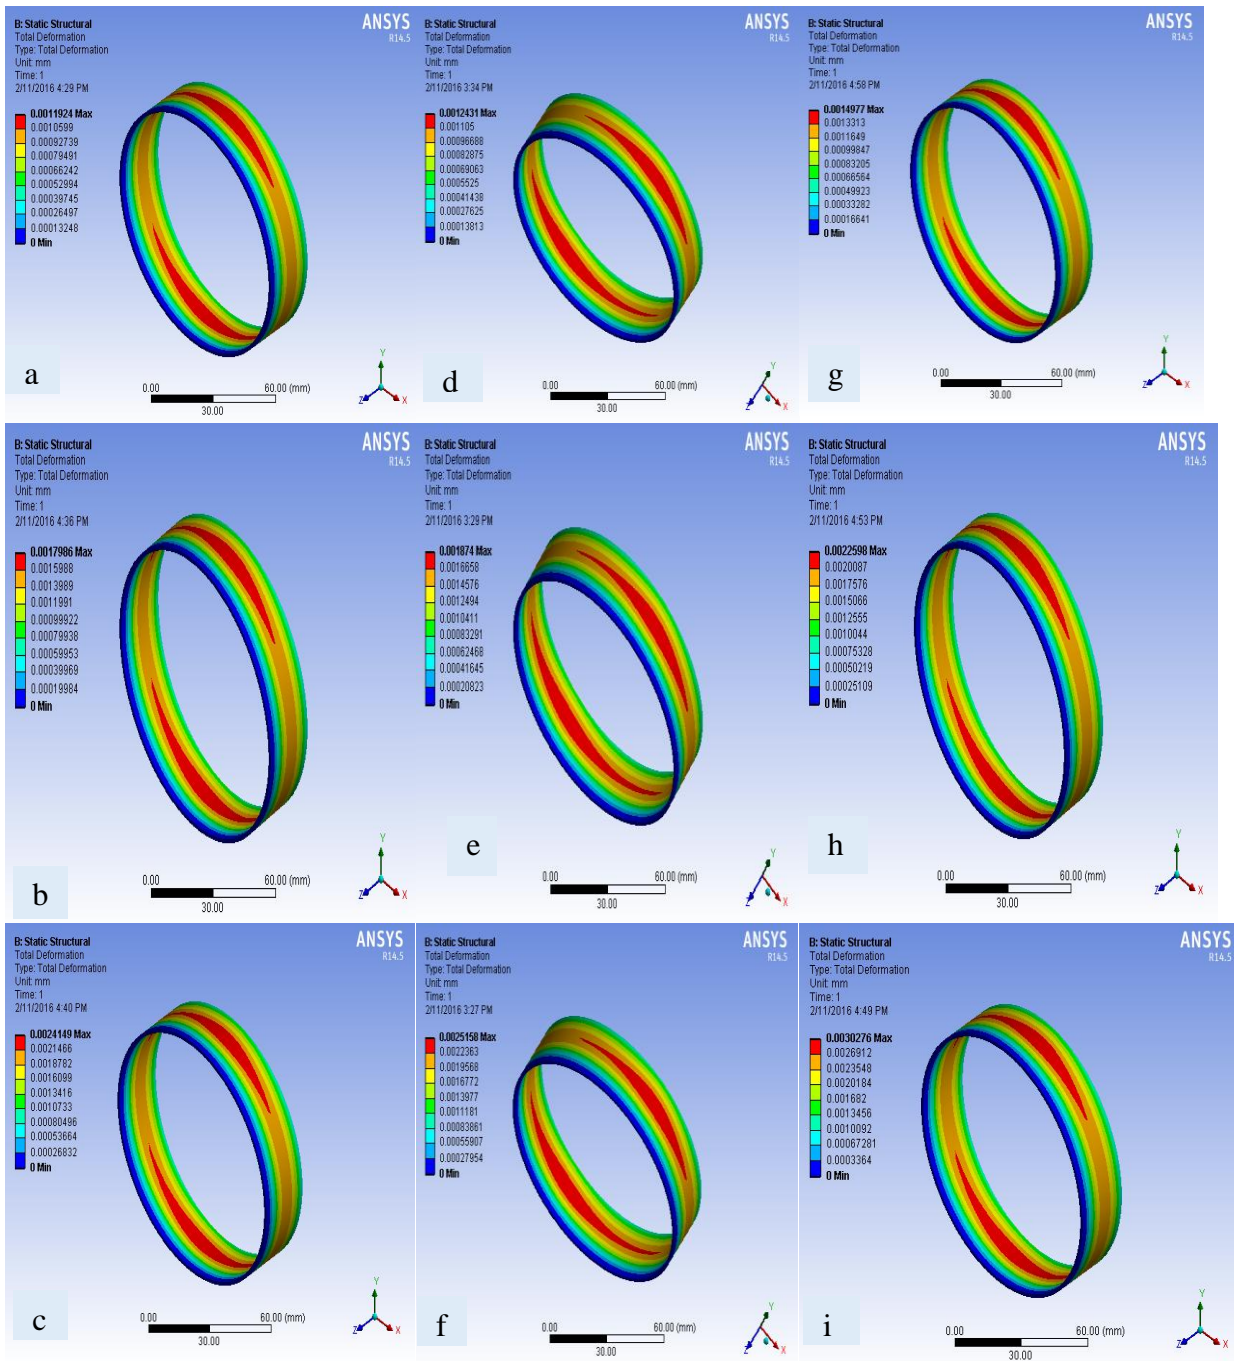 B: Static Structural
Total Deformation
Type: Total Deformation
Unit: mm
Time: 1
2/11/2016 4:29 PM
ANSYS
R14.5
0.0011924 Max
0.0010599
0.00092739
0.00079491
0.00066242
0.00052994
0.00039745
0.00026497
0.00013248
0 Min
a
0.00
60.00 (mm)
30.00
Y
Z
X
B: Static Structural
Total Deformation
Type: Total Deformation
Unit: mm
Time: 1
2/11/2016 3:34 PM
ANSYS
R14.5
0.0012431 Max
0.001105
0.00096688
0.00082875
0.00069063
0.0005525
0.00041438
0.00027625
0.00013813
0 Min
d
0.00
60.00 (mm)
30.00
Y
Z
X
B: Static Structural
Total Deformation
Type: Total Deformation
Unit: mm
Time: 1
2/11/2016 4:58 PM
ANSYS
R14.5
0.0014977 Max
0.0013313
0.0011649
0.00099847
0.00083205
0.00066564
0.00049923
0.00033282
0.00016641
0 Min
g
0.00
60.00 (mm)
30.00
Y
Z
X
B: Static Structural
Total Deformation
Type: Total Deformation
Unit: mm
Time: 1
2/11/2016 4:36 PM
ANSYS
R14.5
0.0017986 Max
0.0015988
0.0013989
0.0011991
0.00099922
0.00079938
0.00059953
0.00039969
0.00019984
0 Min
b
0.00
60.00 (mm)
30.00
Y
Z
X
B: Static Structural
Total Deformation
Type: Total Deformation
Unit: mm
Time: 1
2/11/2016 3:29 PM
ANSYS
R14.5
0.001874 Max
0.0016658
0.0014576
0.0012494
0.0010411
0.00083291
0.00062468
0.00041645
0.00020823
0 Min
e
0.00
60.00 (mm)
30.00
Y
Z
X
B: Static Structural
Total Deformation
Type: Total Deformation
Unit: mm
Time: 1
2/11/2016 4:53 PM
ANSYS
R14.5
0.0022598 Max
0.0020087
0.0017576
0.0015066
0.0012555
0.0010044
0.00075328
0.00050219
0.00025109
0 Min
h
0.00
60.00 (mm)
30.00
Y
Z
X
B: Static Structural
Total Deformation
Type: Total Deformation
Unit: mm
Time: 1
2/11/2016 4:40 PM
ANSYS
R14.5
0.0024149 Max
0.0021466
0.0018782
0.0016099
0.0013416
0.0010733
0.00080496
0.00053664
0.00026832
0 Min
c
0.00
60.00 (mm)
30.00
Y
Z
X
B: Static Structural
Total Deformation
Type: Total Deformation
Unit: mm
Time: 1
2/11/2016 3:27 PM
ANSYS
R14.5
0.0025158 Max
0.0022363
0.0019568
0.0016772
0.0013977
0.0011181
0.00083861
0.00055907
0.00027954
0 Min
f
0.00
60.00 (mm)
30.00
Y
Z
X
B: Static Structural
Total Deformation
Type: Total Deformation
Unit: mm
Time: 1
2/11/2016 4:49 PM
ANSYS
R14.5
0.0030276 Max
0.0026912
0.0023548
0.0020184
0.001682
0.0013456
0.0010092
0.00067281
0.0003364
0 Min
i
0.00
60.00 (mm)
30.00
Y
Z
X